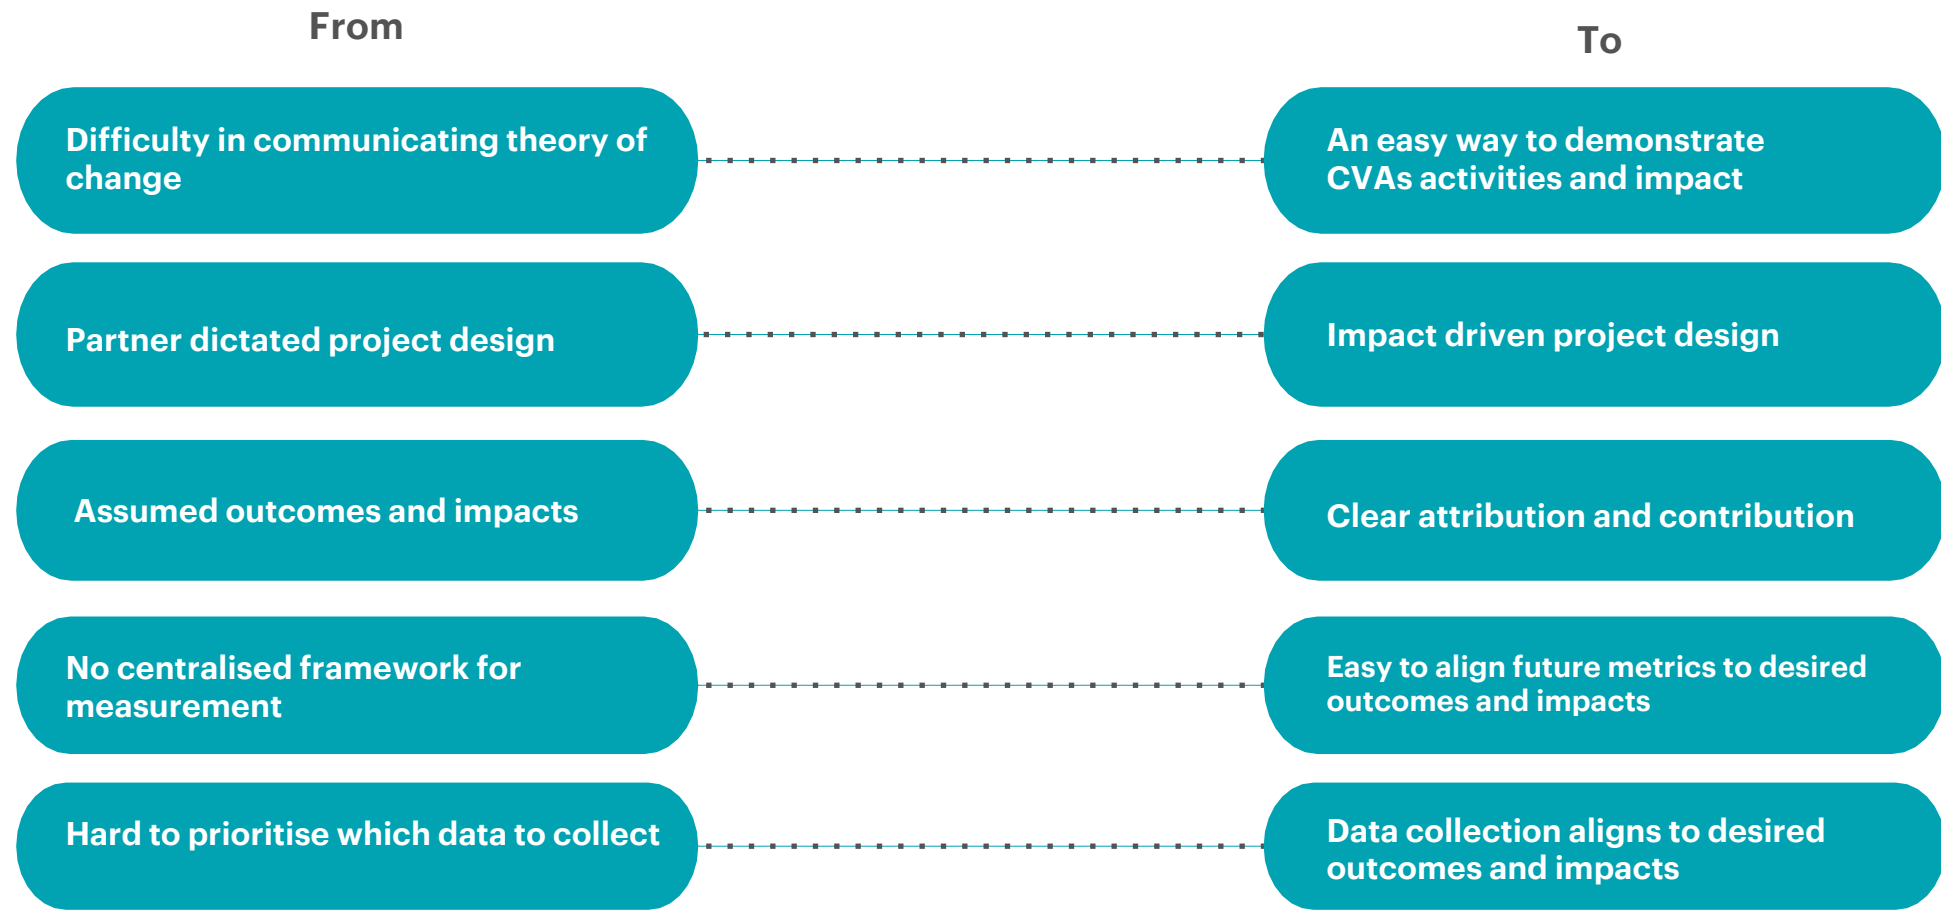 From
To
Difficulty in communicating theory of
change
An easy way to demonstrate
CVAs activities and impact
Partner dictated project design
Impact driven project design
Assumed outcomes and impacts
Clear attribution and contribution
No centralised framework for
measurement
Easy to align future metrics to desired
outcomes and impacts
Hard to prioritise which data to collect
Data collection aligns to desired
outcomes and impacts